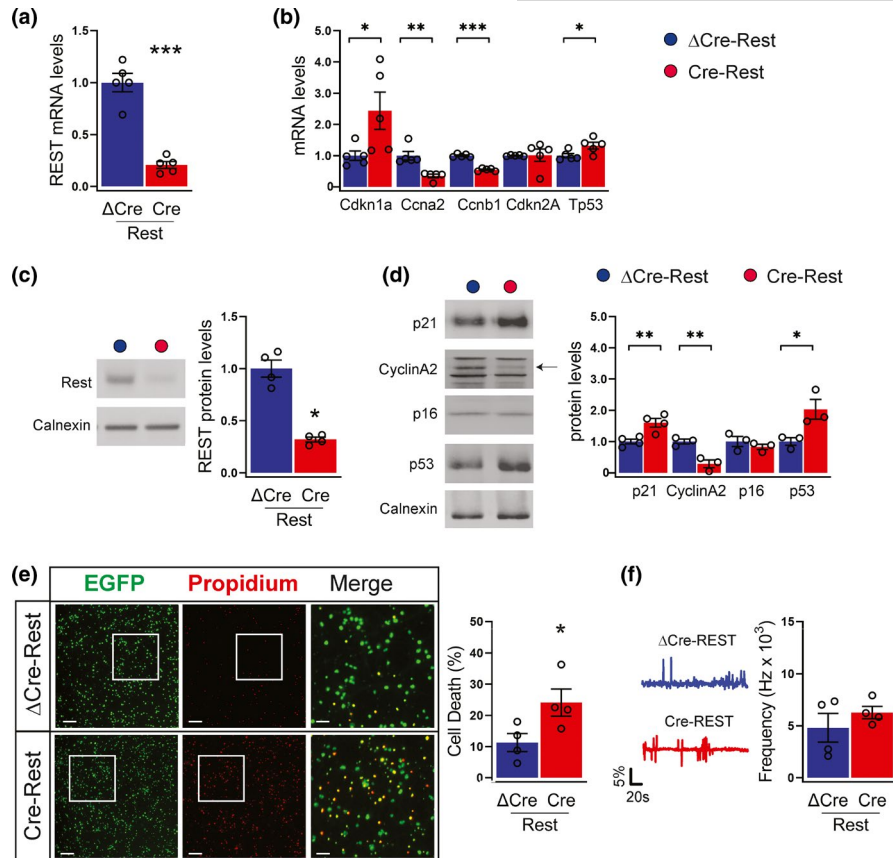 (a)
REST mRNA levels
1.5
1.0
0.5
0.0
***
ΔCre Cre
Rest
(b)
mRNA levels
5.0
4.0
3.0
2.0
1.0
0.0
* ** *** *
Cdkn1a Ccna2 Ccnb1 Cdkn2A Tp53
ΔCre-Rest
Cre-Rest
(c)
Rest
Calnexin
REST protein levels
1.5
1.0
0.5
0.0
*
ΔCre Cre
Rest
(d)
p21
CyclinA2
p16
p53
Calnexin
ΔCre-Rest Cre-Rest
protein levels
5.0
4.0
3.0
2.0
1.0
0.0
** ** *
p21 CyclinA2 p16 p53
(e)
EGFP Propidium Merge
ΔCre-Rest
Cre-Rest
Cell Death (%)
50
40
30
20
10
0
*
ΔCre Cre
Rest
(f)
ΔCre-REST
Cre-REST
5%
20s
Frequency (Hz x 10³)
15
10
5
0
ΔCre Cre
Rest